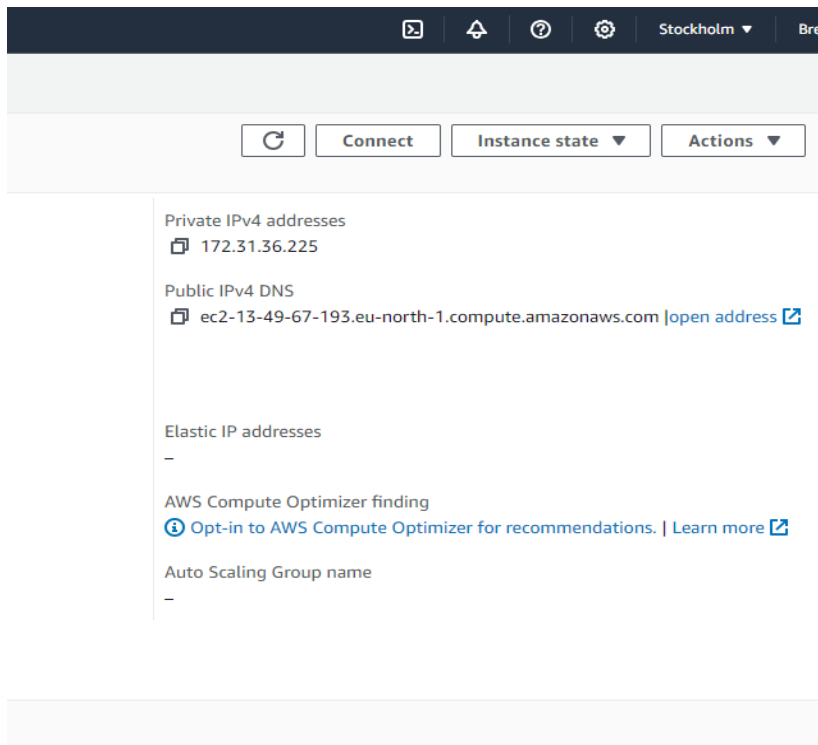 Stockholm ▼ Bre
Connect Instance state ▼ Actions ▼
Private IPv4 addresses
172.31.36.225
Public IPv4 DNS
ec2-13-49-67-193.eu-north-1.compute.amazonaws.com |open address
Elastic IP addresses
–
AWS Compute Optimizer finding
Opt-in to AWS Compute Optimizer for recommendations. | Learn more
Auto Scaling Group name
–